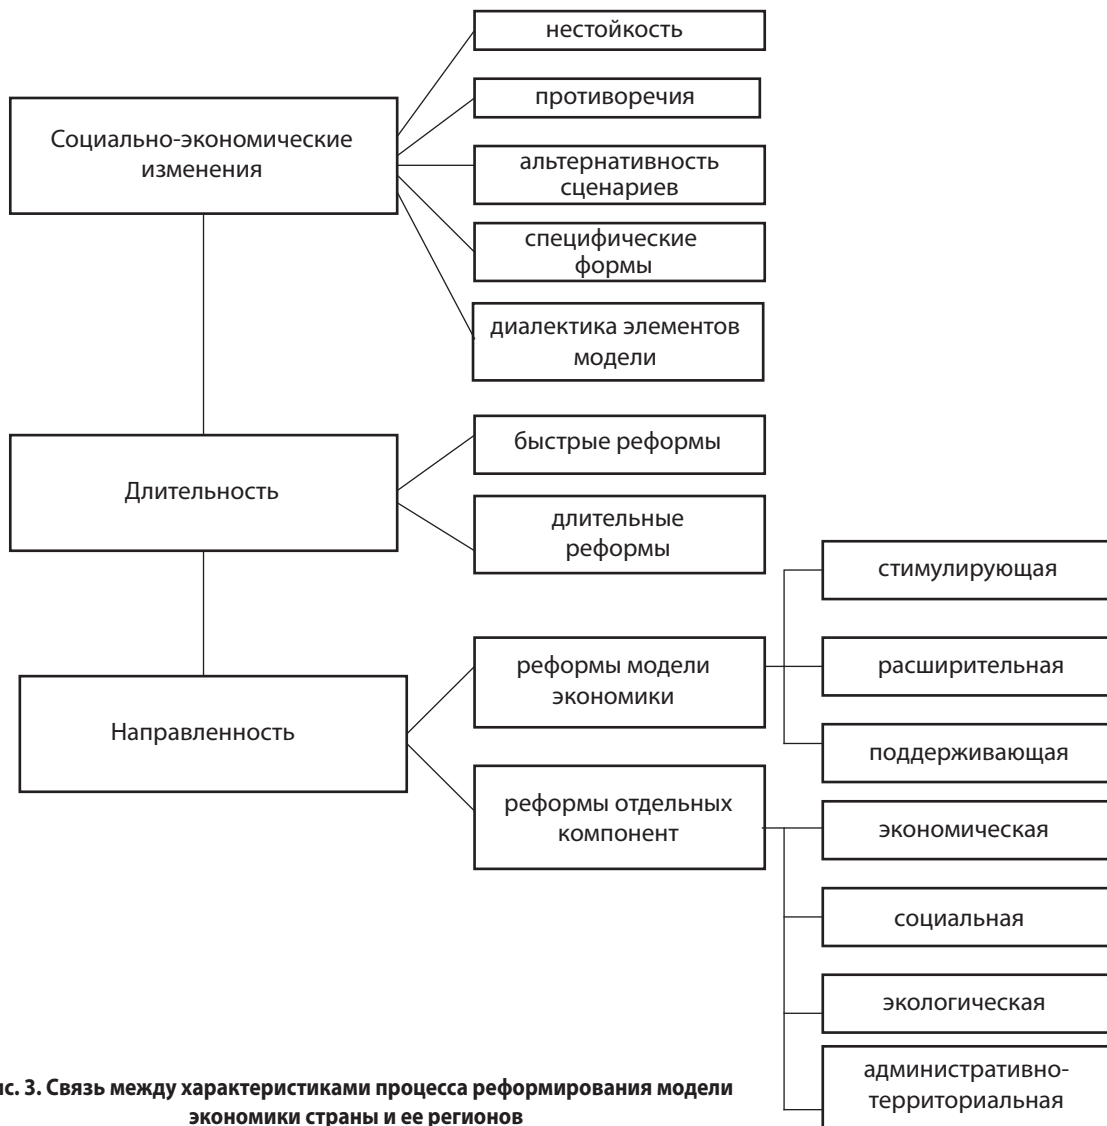 нестойкость
противоречия
Социально-экономические
изменения
альтернативность
сценариев
специфические
формы
диалектика элементов
модели
быстрые реформы
Длительность
длительные
реформы
стимулирующая
реформы модели
экономики
расширительная
Направленность
поддерживающая
реформы отдельных
компонент
экономическая
социальная
экологическая
административно-
территориальная
ис. 3. Связь между характеристиками процесса реформирования модели
экономики страны и ее регионов